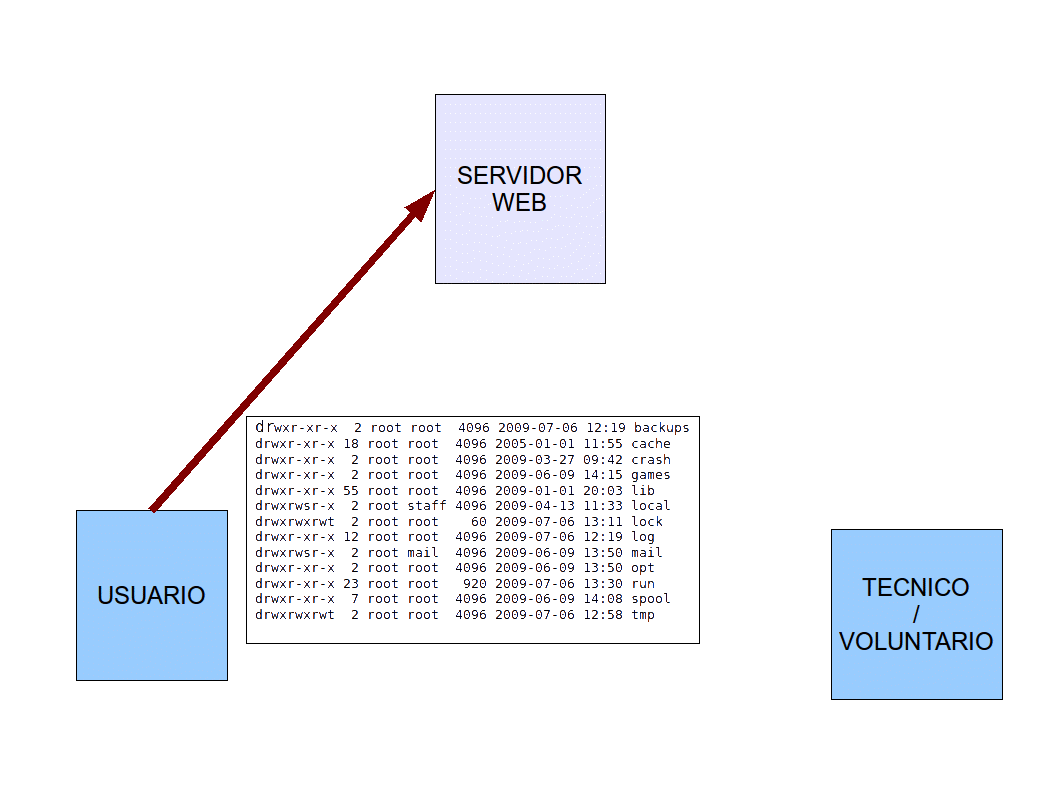 SERVIDOR
WEB
drwxr-xr-x  2 root root  4096 2009-07-06 12:19 backups
drwxr-xr-x 18 root root  4096 2005-01-01 11:55 cache
drwxr-xr-x  2 root root  4096 2009-03-27 09:42 crash
drwxr-xr-x  2 root root  4096 2009-06-09 14:15 games
drwxr-xr-x 55 root root  4096 2009-01-01 20:03 lib
drwxrwsr-x  2 root staff 4096 2009-04-13 11:33 local
drwxrwxrwt  2 root root    60 2009-07-06 13:11 lock
drwxr-xr-x 12 root root  4096 2009-07-06 12:19 log
drwxrwsr-x  2 root mail  4096 2009-06-09 13:50 mail
drwxr-xr-x  2 root root  4096 2009-06-09 13:50 opt
drwxr-xr-x 23 root root   920 2009-07-06 13:30 run
drwxr-xr-x  7 root root  4096 2009-06-09 14:08 spool
drwxrwxrwt  2 root root  4096 2009-07-06 12:58 tmp
USUARIO
TECNICO
/
VOLUNTARIO